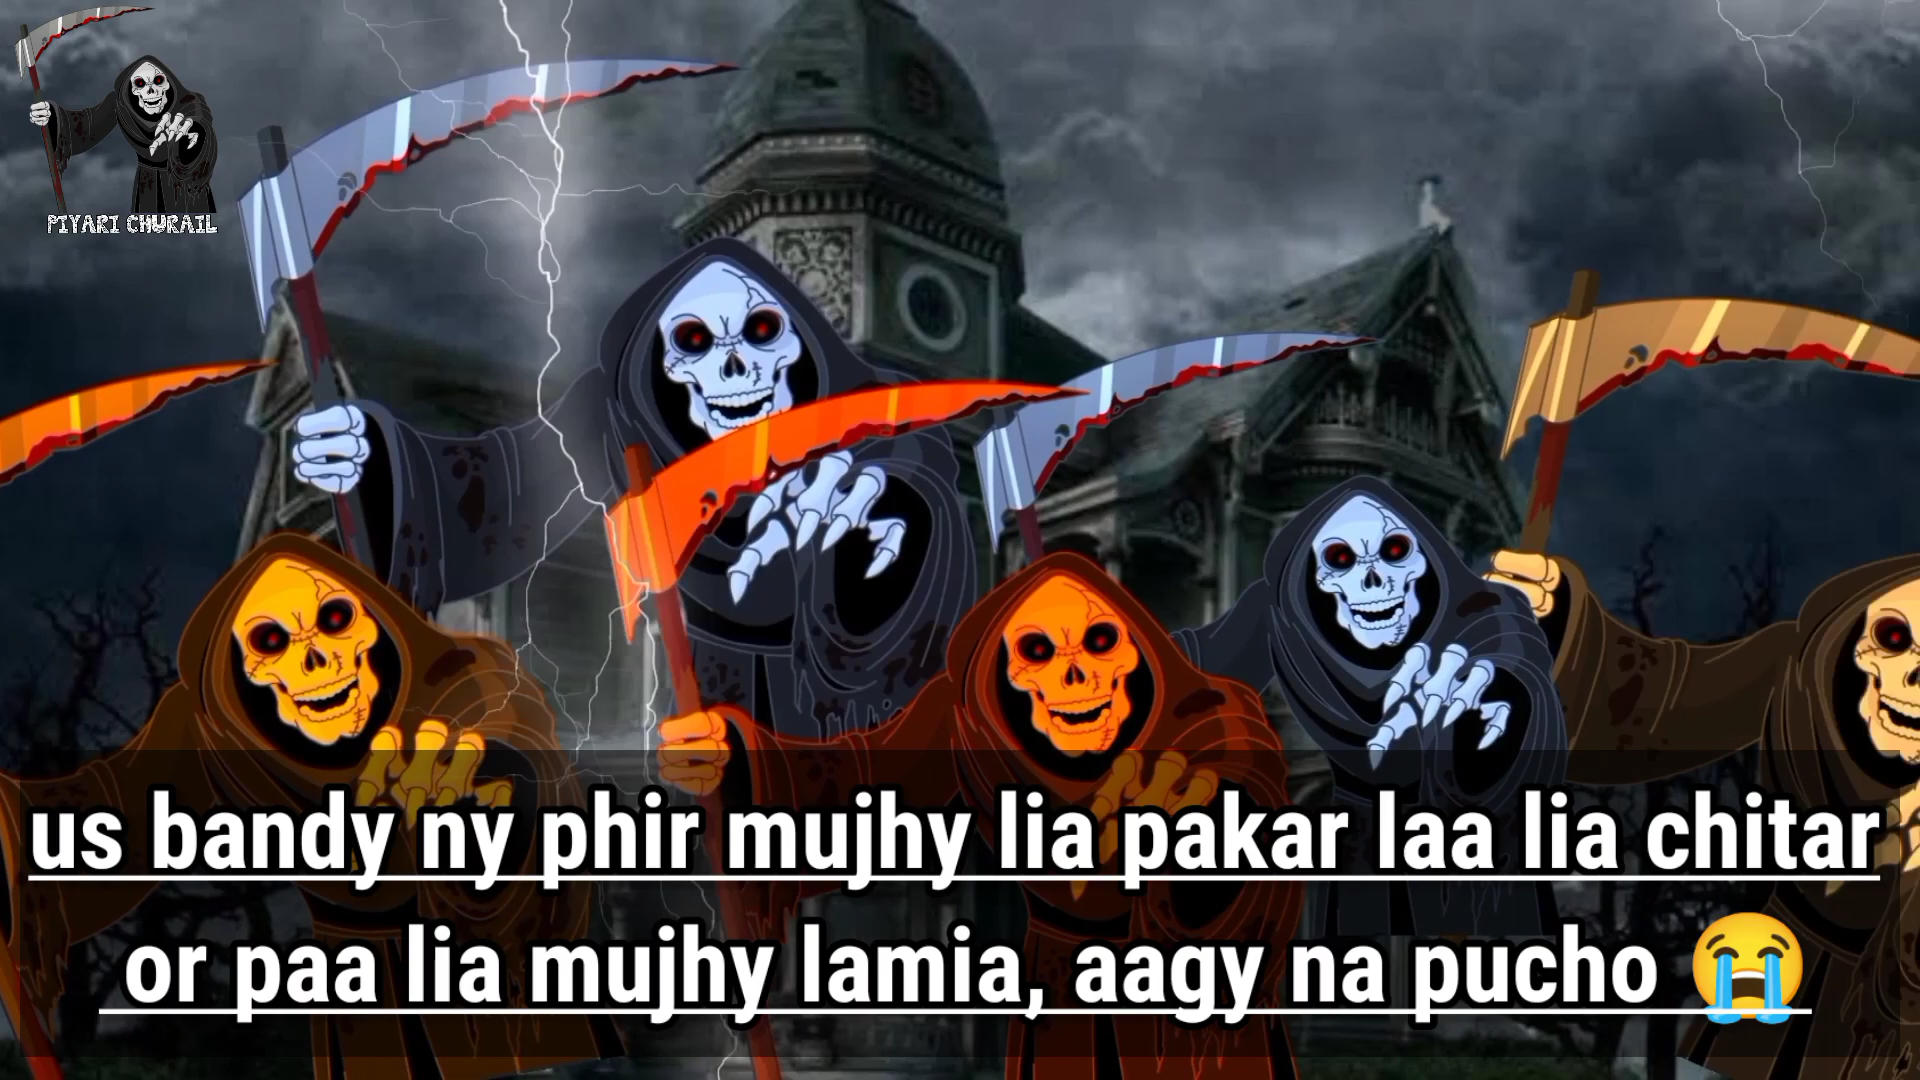 PIYARI CHURAIL
us bandy ny phir mujhy lia pakar laa lia chitar
or paa lia mujhy lamia, aagy na pucho 😭